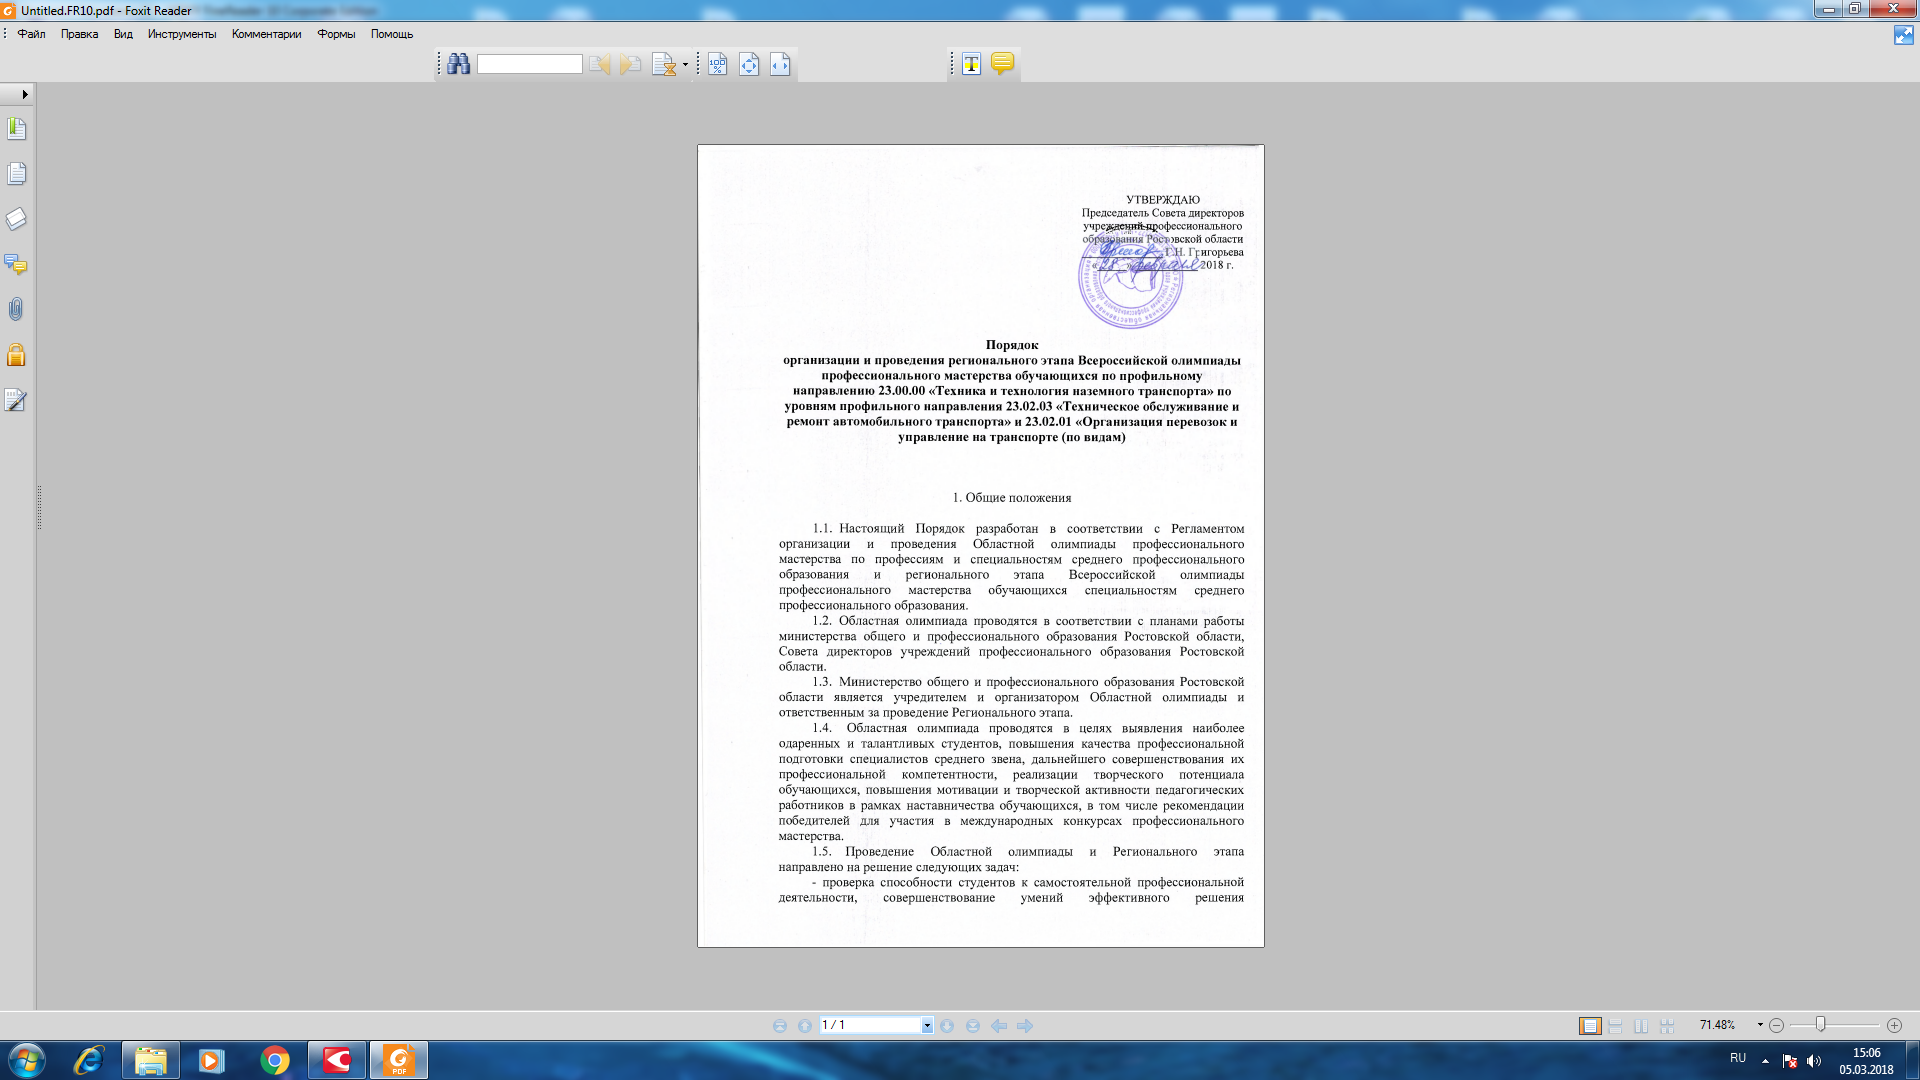 Untitled.FR10.pdf - Foxit Reader
Файл Правка Вид Инструменты Комментарии Формы Помощь
УТВЕРЖДАЮ
Председатель Совета директоров
учреждений профессионального
образования Ростовской области
Г.Н. Григорьева
«28» февраля 2018 г.
Порядок
организации и проведения регионального этапа Всероссийской олимпиады
профессионального мастерства обучающихся по профильному
направлению 23.00.00 «Техника и технология наземного транспорта» по
уровням профильного направления 23.02.03 «Техническое обслуживание и
ремонт автомобильного транспорта» и 23.02.01 «Организация перевозок и
управление на транспорте (по видам)
1. Общие положения
1.1. Настоящий Порядок разработан в соответствии с Регламентом
организации и проведения Областной олимпиады профессионального
мастерства по профессиям и специальностям среднего профессионального
образования и регионального этапа Всероссийской олимпиады
профессионального мастерства обучающихся специальностям среднего
профессионального образования.
1.2. Областная олимпиада проводятся в соответствии с планами работы
министерства общего и профессионального образования Ростовской области,
Совета директоров учреждений профессионального образования Ростовской
области.
1.3. Министерство общего и профессионального образования Ростовской
области является учредителем и организатором Областной олимпиады и
ответственным за проведение Регионального этапа.
1.4. Областная олимпиада проводятся в целях выявления наиболее
одаренных и талантливых студентов, повышения качества профессиональной
подготовки специалистов среднего звена, дальнейшего совершенствования их
профессиональной компетентности, реализации творческого потенциала
обучающихся, повышения мотивации и творческой активности педагогических
работников в рамках наставничества обучающихся, в том числе рекомендации
победителей для участия в международных конкурсах профессионального
мастерства.
1.5. Проведение Областной олимпиады и Регионального этапа
направлено на решение следующих задач:
- проверка способности студентов к самостоятельной профессиональной
деятельности, совершенствование умений эффективного решения
1 / 1
71.48%
RU
15:06
05.03.2018